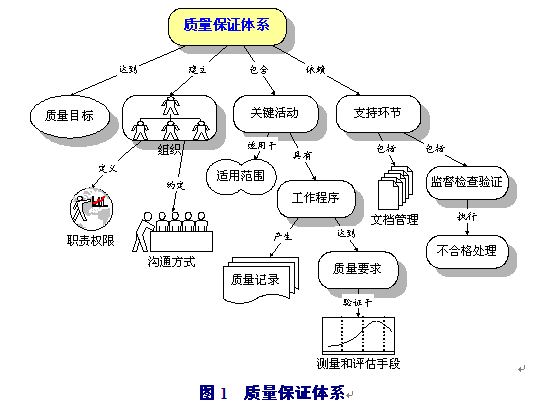 质量保证体系
达到
建立
包含
依赖
质量目标
组织
关键活动
支持环节
定义
约定
适用于
具有
包括
包括
适用范围
工作程序
文档管理
监督检查验证
职责权限
沟通方式
产生
达到
执行
质量记录
质量要求
不合格处理
验证于
测量和评估手段
图1 质量保证体系